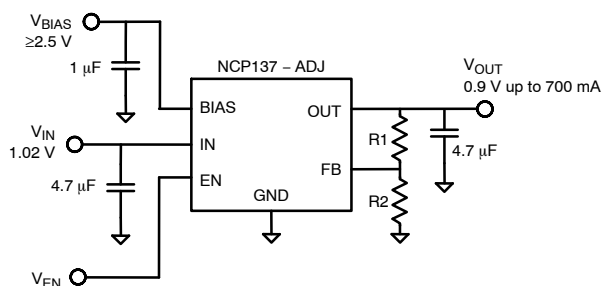 VBIAS
≥2.5 V
1 μF
NCP137 − ADJ
BIAS
IN
EN
GND
OUT
FB
VIN
1.02 V
4.7 μF
VEN
R1
R2
4.7 μF
VOUT
0.9 V up to 700 mA